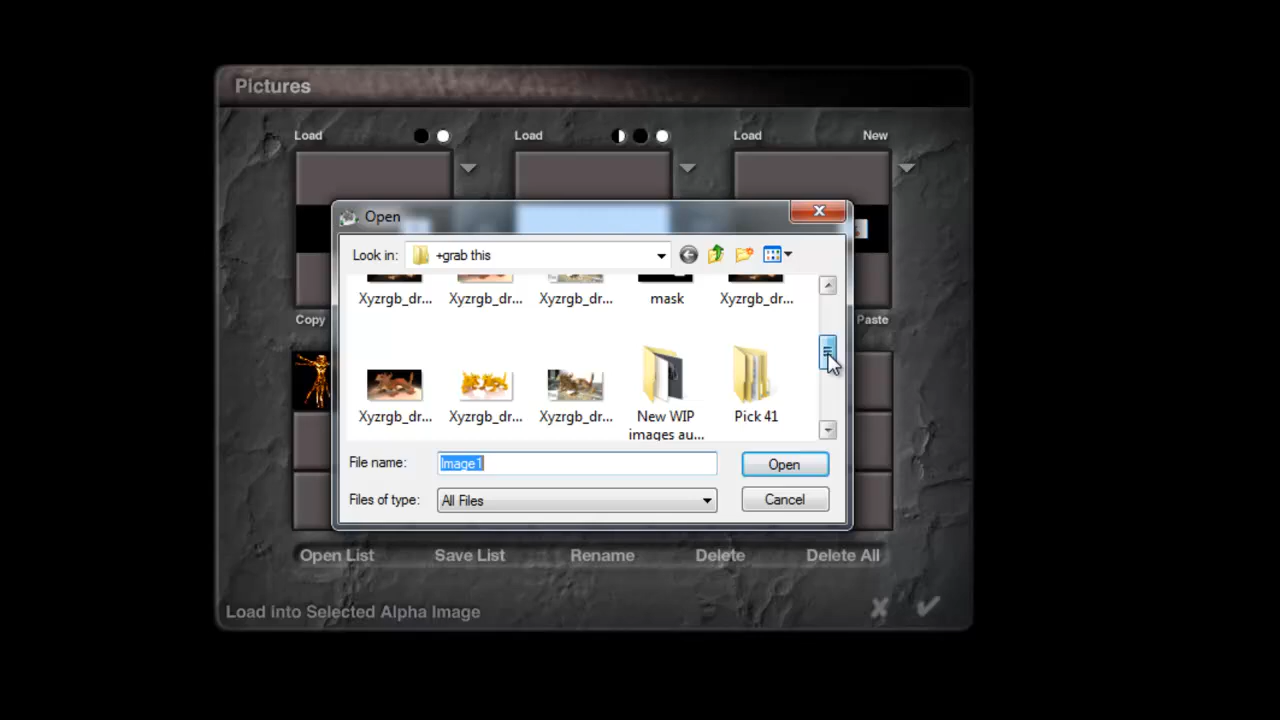 Pictures
Load
Load
Load
New
Open
Look in:
+grab this
Xyzrgb_dr...
Xyzrgb_dr...
Xyzrgb_dr...
mask
Xyzrgb_dr...
Copy
Paste
Xyzrgb_dr...
Xyzrgb_dr...
Xyzrgb_dr...
New WIP
images au...
Pick 41
File name:
Image1
Open
Files of type:
All Files
Cancel
Open List
Save List
Rename
Delete
Delete All
Load into Selected Alpha Image